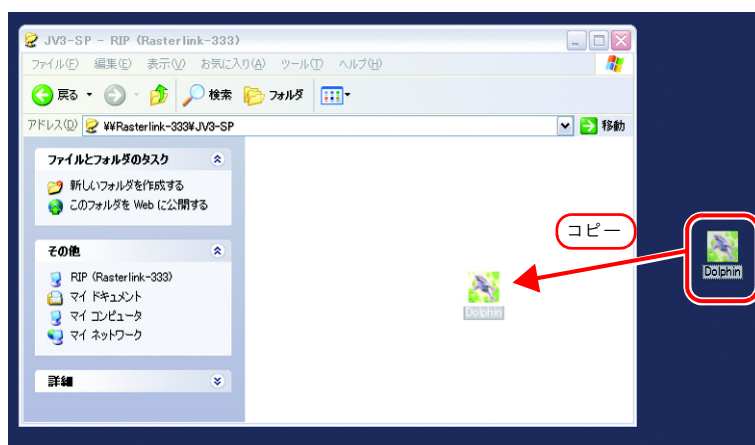 JV3-SP - RIP (Rasterlink-333)
ファイル(F) 編集(E) 表示(V) お気に入り(A) ツール(T) ヘルプ(H)
戻る 検索 フォルダ
アドレス(D) ¥¥Rasterlink-333¥JV3-SP 移動
ファイルとフォルダのタスク
新しいフォルダを作成する
このフォルダを Web に公開する
コピー
Dolphin
その他
RIP (Rasterlink-333)
マイ ドキュメント
マイ コンピュータ
マイ ネットワーク
Dolphin
詳細